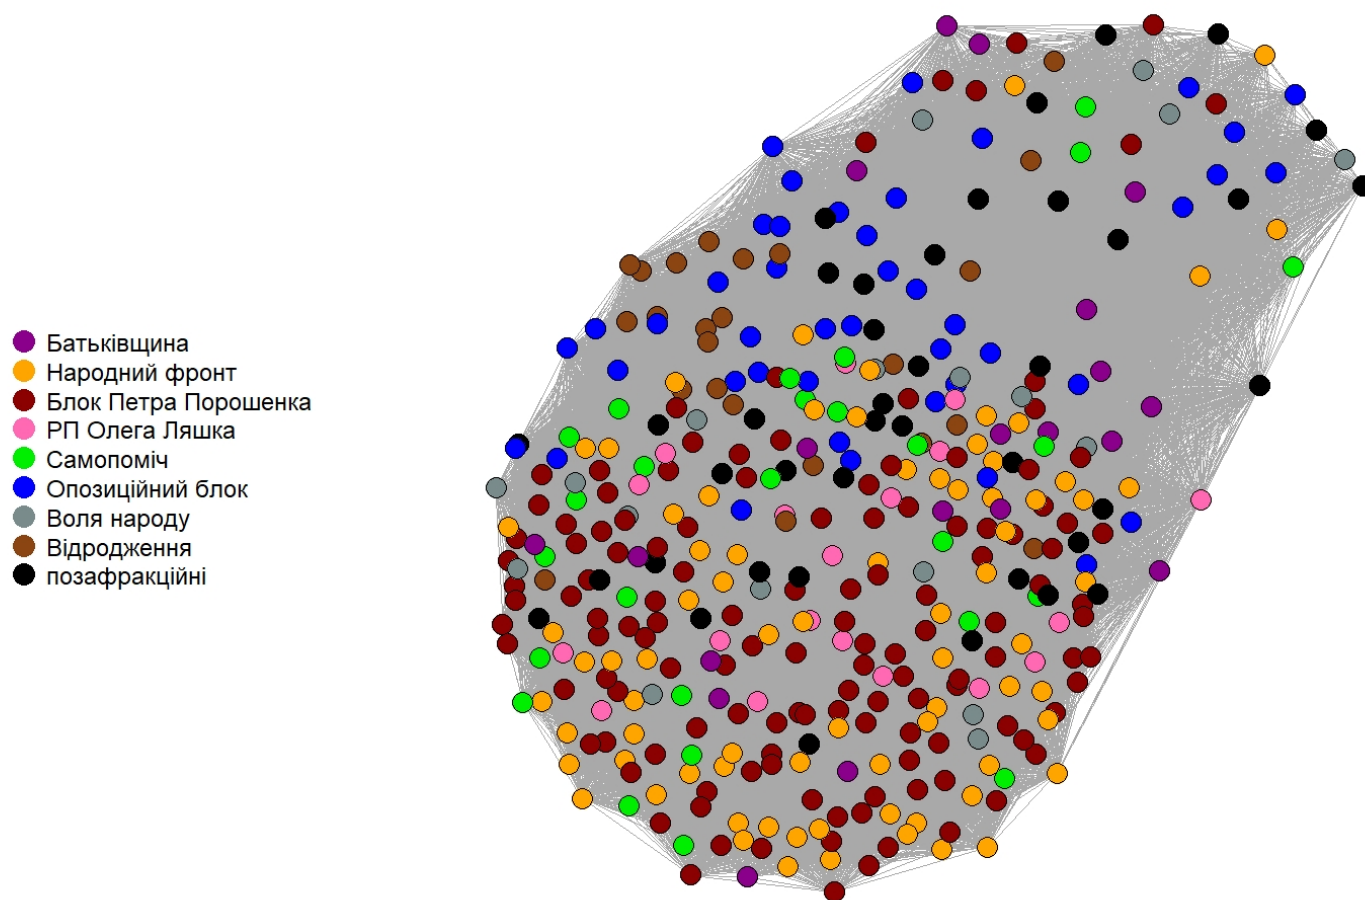 Батьківщина
Народний фронт
Блок Петра Порошенка
РП Олега Ляшка
Самопоміч
Опозиційний блок
Воля народу
Відродження
позафракційні